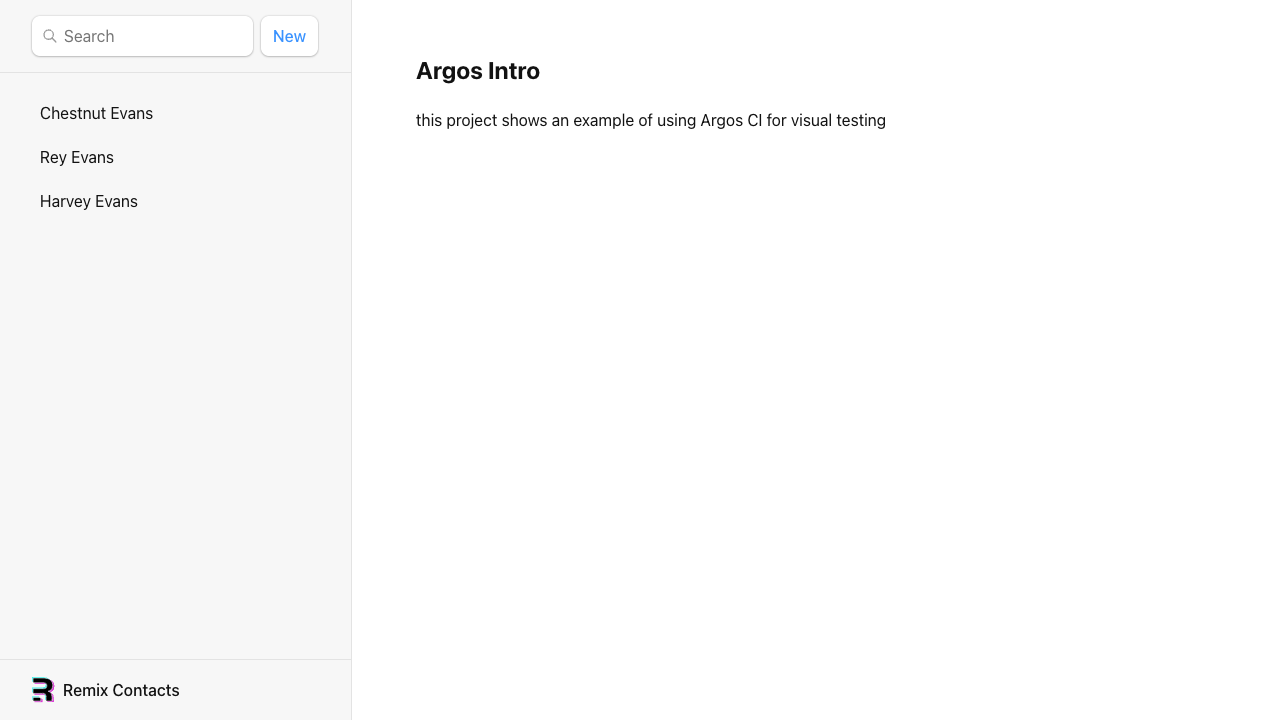 Search
New
Chestnut Evans
Rey Evans
Harvey Evans
Remix Contacts
Argos Intro
this project shows an example of using Argos CI for visual testing